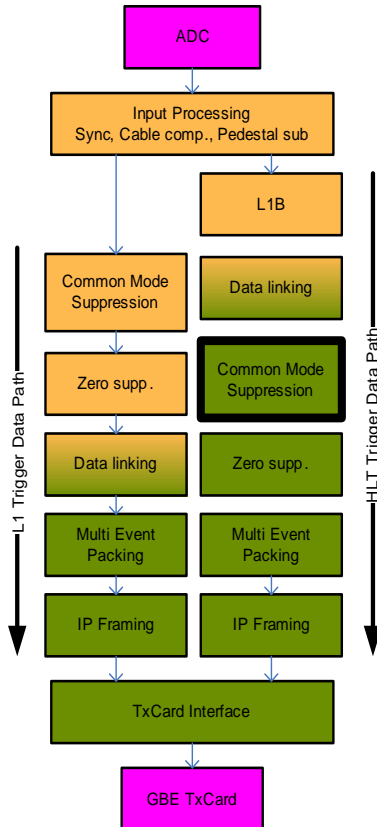 ADC
Input Processing
Sync, Cable comp., Pedestal sub
L1B
Common Mode
Suppression
Data linking
Zero supp.
Common Mode
Suppression
Data linking
Zero supp.
Multi Event
Packing
Multi Event
Packing
IP Framing
IP Framing
TxCard Interface
GBE TxCard
L1 Trigger Data Path
HLT Trigger Data Path